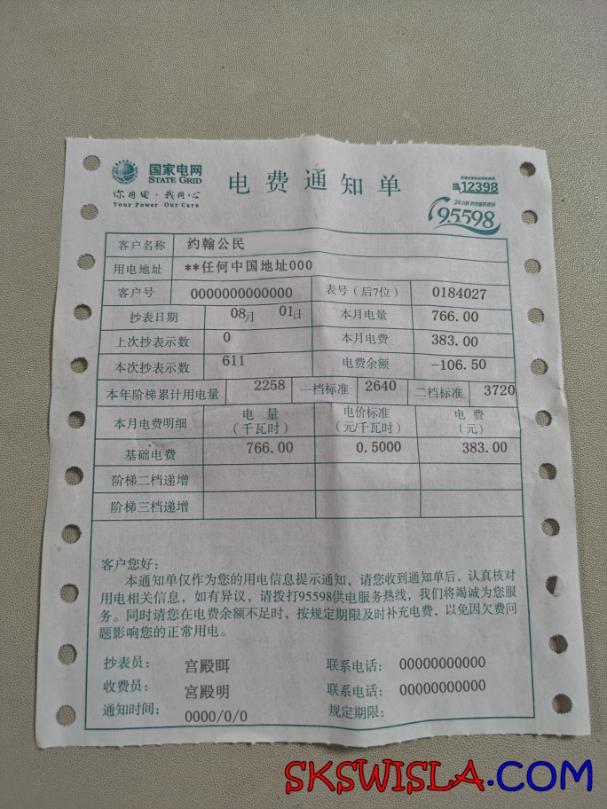 国家电网
STATE GRID
你用电·我用心
Your Power Our Care
电费通知单
12398
95598
客户名称 约翰公民
用电地址 **任何中国地址000
客户号 0000000000000 表号(后7位) 0184027
抄表日期 08月 01日 本月电量 766.00
上次抄表示数 0 本月电费 383.00
本次抄表示数 611 电费余额 -106.50
本年阶梯累计用电量 2258 一档标准 2640 二档标准 3720
本月电费明细 电量(千瓦时) 电价标准(元/千瓦时) 电费(元)
基础电费 766.00 0.5000 383.00
阶梯二档递增
阶梯三档递增
客户您好:
本通知单仅作为您的用电信息提示通知,请您收到通知单后,认真核对
用电相关信息,如有异议,请拨打95598供电服务热线,我们将竭诚为您服
务。同时请您在电费余额不足时,按规定期限及时补充电费,以免因欠费问
题影响您的正常用电。
抄表员: 宫殿眲 联系电话: 00000000000
收费员: 宫殿明 联系电话: 00000000000
通知时间: 0000/0/0 规定期限:
SKSWISLA.COM